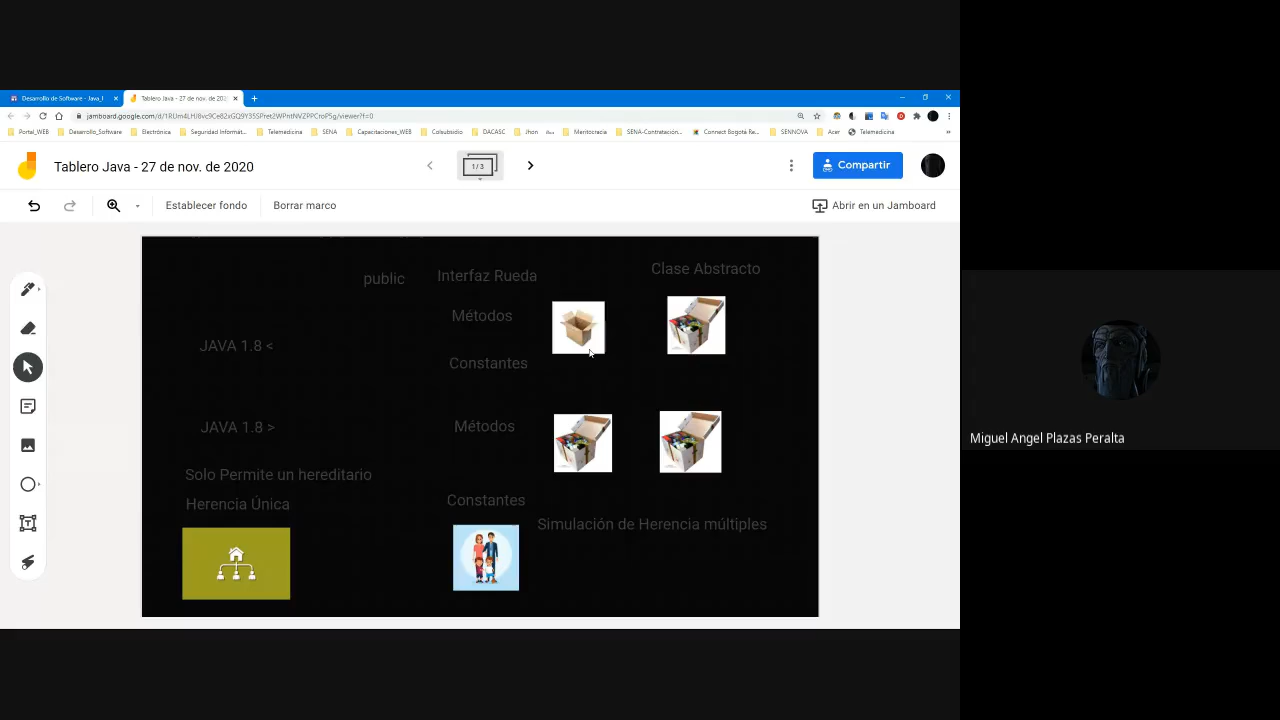 Desarrollo de Software - Java_I
Tablero Java - 27 de nov. de 202
Portal_WEB
Desarrollo_Software
Electrónica
Seguridad Informát...
Telemedicina
SENA
Capacitaciones_WEB
Colsubsidio
DACASC
Jhon
Meritocracia
SENA-Contratación...
Connect Bogotá Re...
SENNOVA
Acer
Telemedicina
Tablero Java - 27 de nov. de 2020
1 / 3
Compartir
Establecer fondo
Borrar marco
Abrir en un Jamboard
public
Interfaz Rueda
Clase Abstracto
Métodos
JAVA 1.8 <
Constantes
JAVA 1.8 >
Métodos
Solo Permite un hereditario
Herencia Única
Constantes
Simulación de Herencia múltiples
Miguel Angel Plazas Peralta